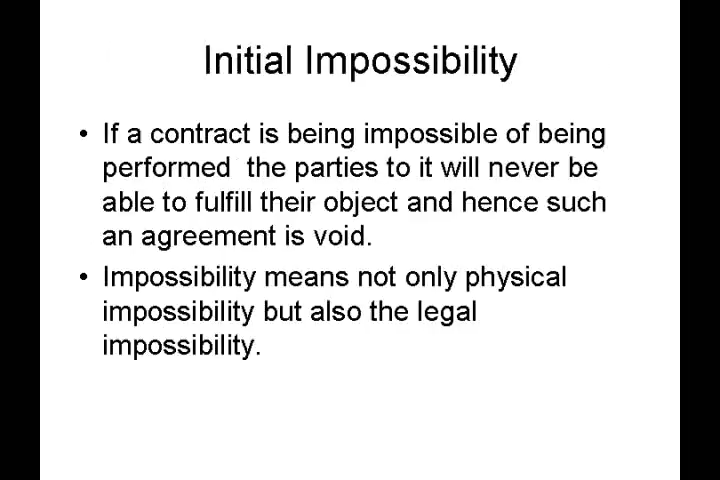 Initial Impossibility
• If a contract is being impossible of being
performed  the parties to it will never be
able to fulfill their object and hence such
an agreement is void.
• Impossibility means not only physical
impossibility but also the legal
impossibility.